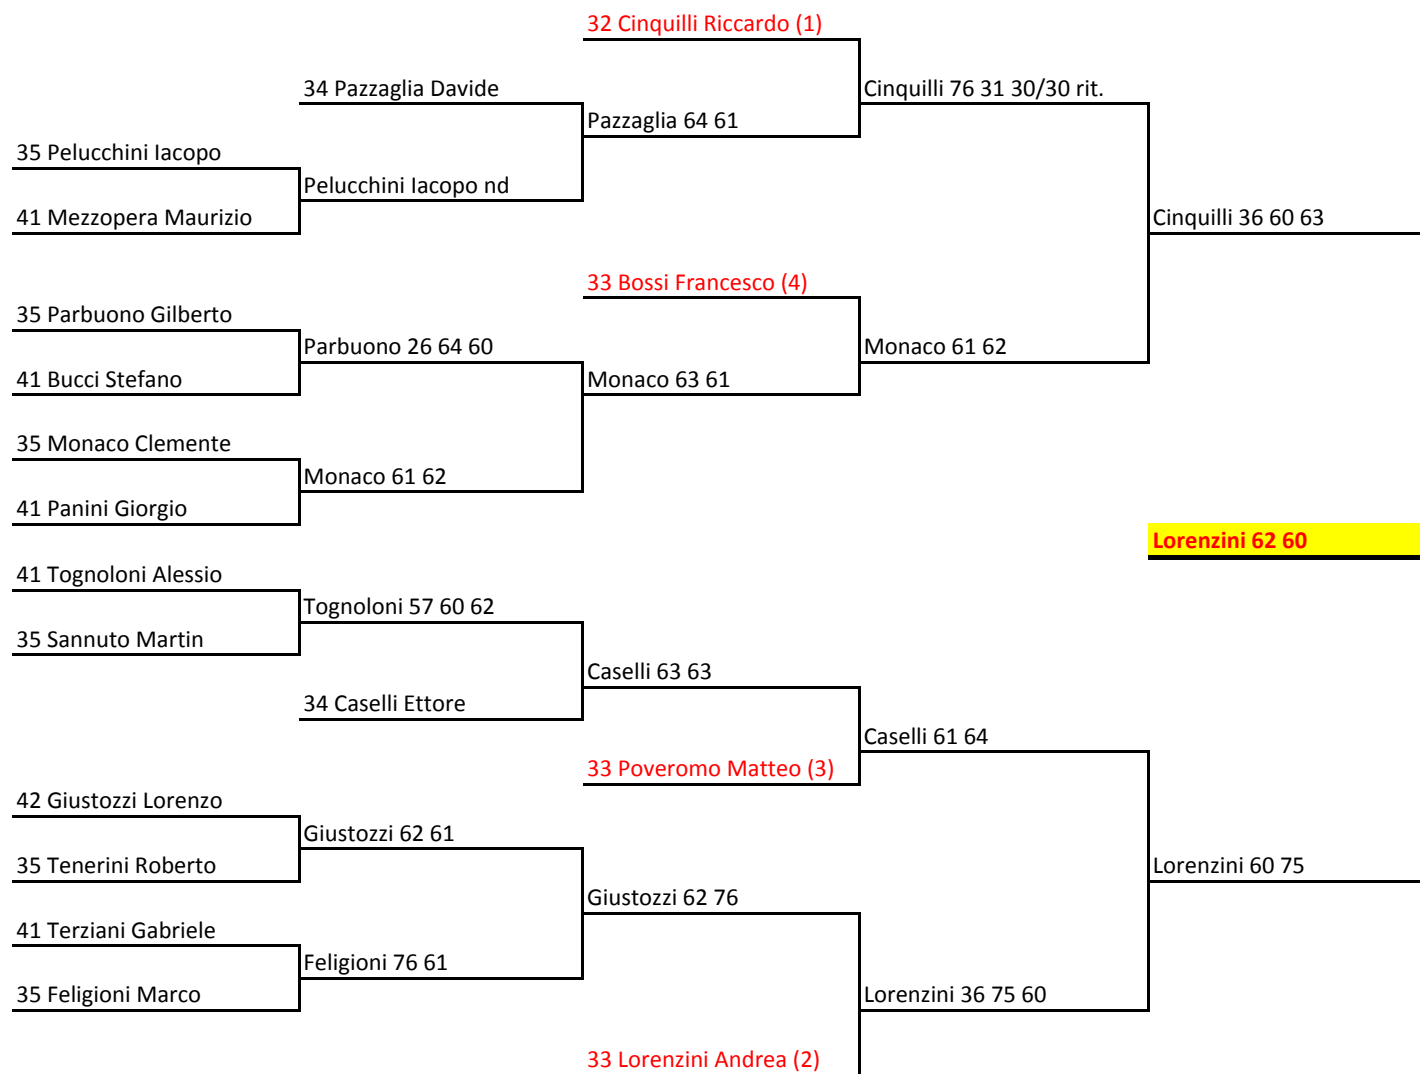 32 Cinquilli Riccardo (1)
34 Pazzaglia Davide
Cinquilli 76 31 30/30 rit.
Pazzaglia 64 61
35 Pelucchini Iacopo
Pelucchini Iacopo nd
41 Mezzopera Maurizio
Cinquilli 36 60 63
33 Bossi Francesco (4)
35 Parbuono Gilberto
Parbuono 26 64 60
Monaco 61 62
41 Bucci Stefano
Monaco 63 61
35 Monaco Clemente
Monaco 61 62
41 Panini Giorgio
Lorenzini 62 60
41 Tognoloni Alessio
Tognoloni 57 60 62
35 Sannuto Martin
Caselli 63 63
34 Caselli Ettore
Caselli 61 64
33 Poveromo Matteo (3)
42 Giustozzi Lorenzo
Giustozzi 62 61
35 Tenerini Roberto
Lorenzini 60 75
Giustozzi 62 76
41 Terziani Gabriele
Feligioni 76 61
35 Feligioni Marco
Lorenzini 36 75 60
33 Lorenzini Andrea (2)